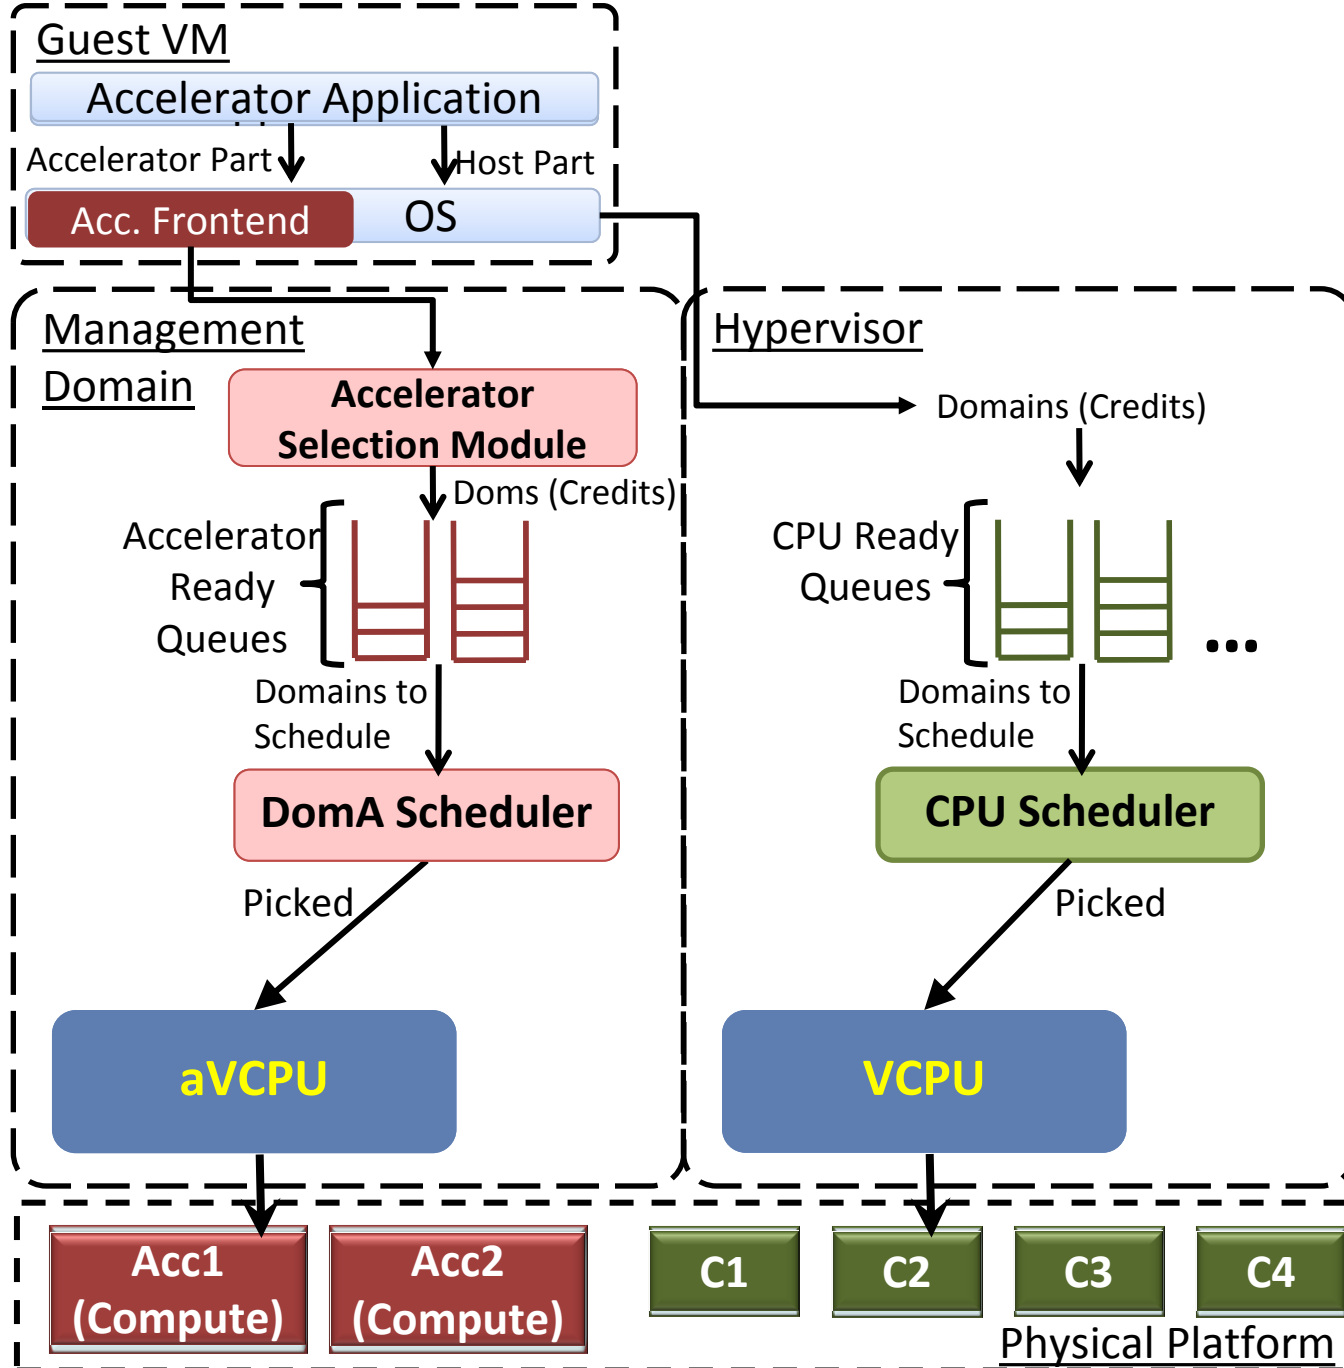 Guest VM
Accelerator Application
Accelerator Part
Host Part
Acc. Frontend
OS
Management
Domain
Hypervisor
Accelerator
Selection Module
Domains (Credits)
Doms (Credits)
Accelerator
Ready
Queues
CPU Ready
Queues
...
Domains to
Schedule
Domains to
Schedule
DomA Scheduler
CPU Scheduler
Picked
Picked
aVCPU
VCPU
Acc1
(Compute)
Acc2
(Compute)
C1
C2
C3
C4
Physical Platform